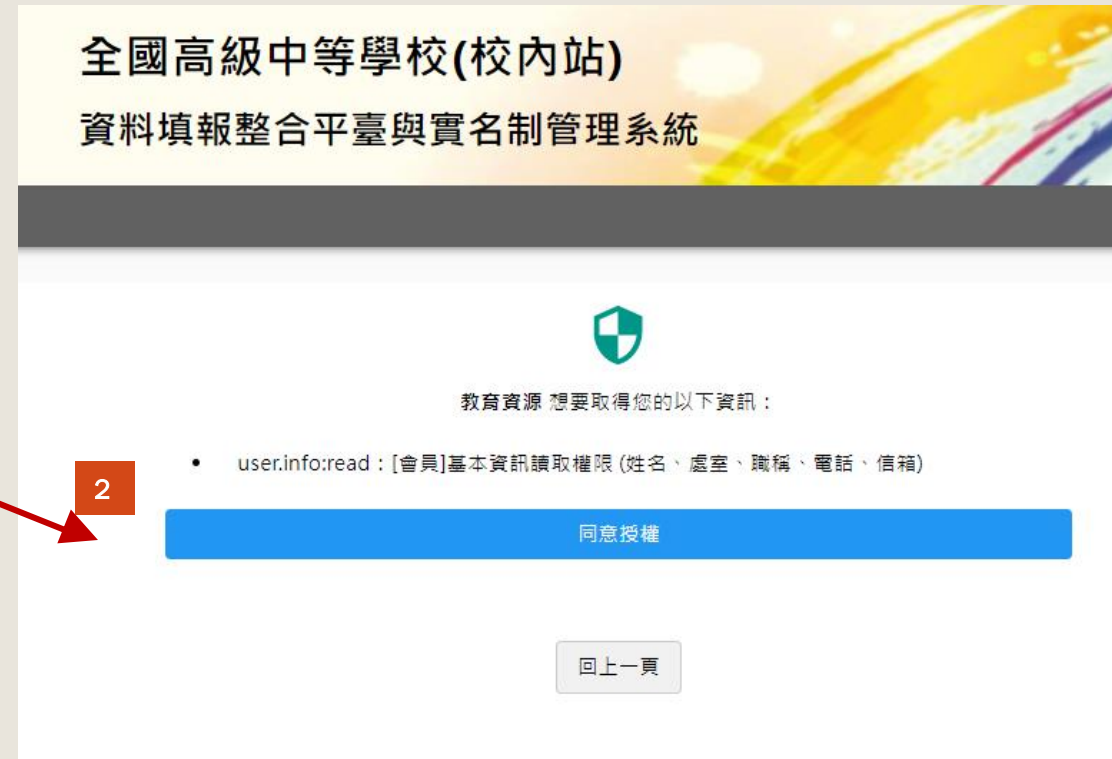 全國高級中等學校(校內站)
資料填報整合平臺與實名制管理系統
教育資源 想要取得您的以下資訊：
• user.info:read：[會員]基本資訊讀取權限 (姓名、處室、職稱、電話、信箱)
2
同意授權
回上一頁